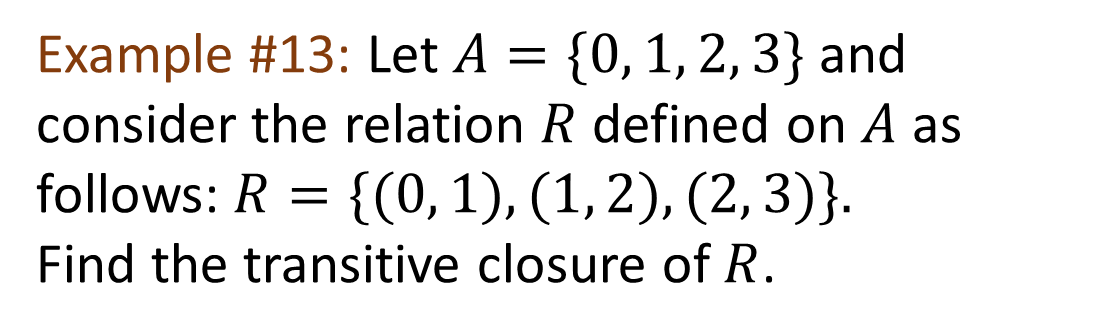 Example #13: Let A = {0, 1, 2, 3} and
consider the relation R defined on A as
follows: R = {(0, 1), (1, 2), (2, 3)}.
Find the transitive closure of R.